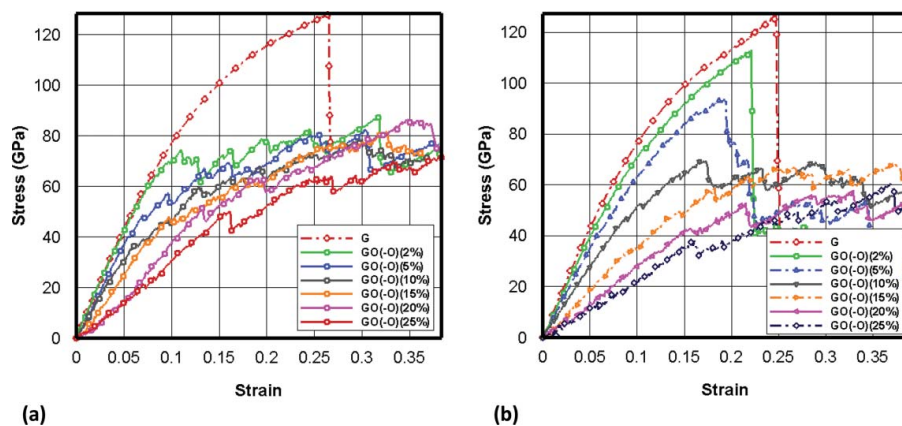 120
100
80
60
40
20
0
Stress (GPa)
0 0.05 0.1 0.15 0.2 0.25 0.3 0.35
Strain
G
GO(-O)(2%)
GO(-O)(5%)
GO(-O)(10%)
GO(-O)(15%)
GO(-O)(20%)
GO(-O)(25%)
(a)
120
100
80
60
40
20
0
Stress (GPa)
0 0.05 0.1 0.15 0.2 0.25 0.3 0.35
Strain
G
GO(-O)(2%)
GO(-O)(5%)
GO(-O)(10%)
GO(-O)(15%)
GO(-O)(20%)
GO(-O)(25%)
(b)